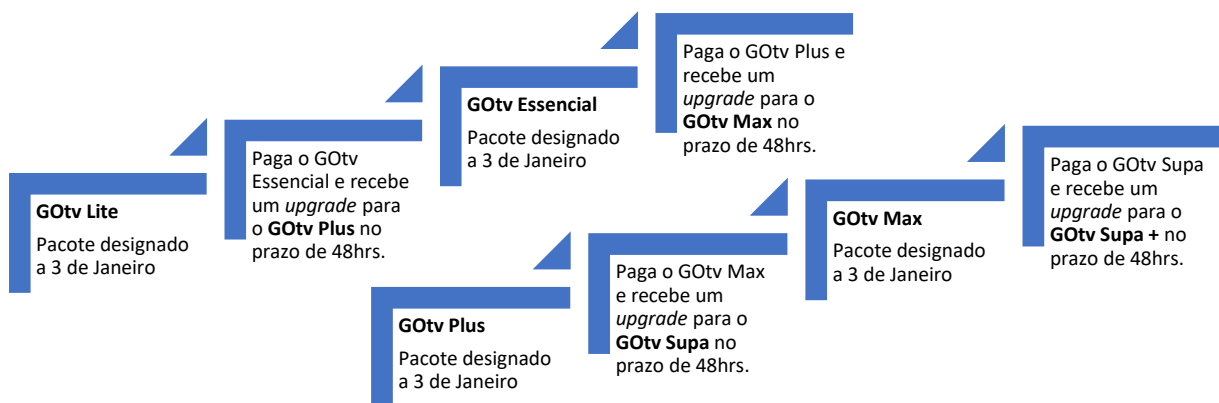 GOtv Lite
Pacote designado
a 3 de Janeiro
Paga o GOtv
Essencial e recebe
um upgrade para
o GOtv Plus no
prazo de 48hrs.
GOtv Essencial
Pacote designado
a 3 de Janeiro
Paga o GOtv Plus e
recebe um
upgrade para o
GOtv Max no
prazo de 48hrs.
GOtv Plus
Pacote designado
a 3 de Janeiro
Paga o GOtv Max
e recebe um
upgrade para o
GOtv Supa no
prazo de 48hrs.
GOtv Max
Pacote designado
a 3 de Janeiro
Paga o GOtv Supa
e recebe um
upgrade para o
GOtv Supa + no
prazo de 48hrs.